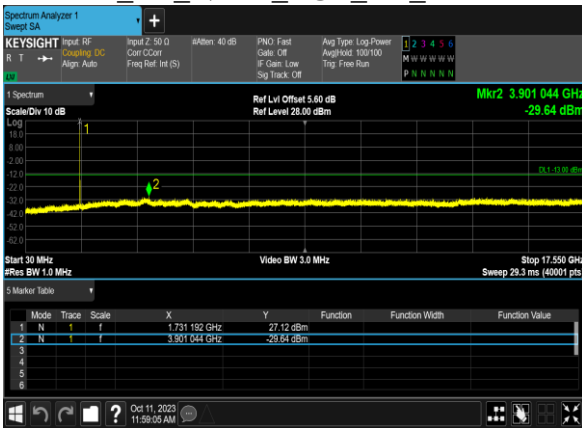 Spectrum Analyzer 1
Swept SA
+
KEYSIGHT
R T
LV
Input: RF
Coupling: DC
Align: Auto
Input Z: 50 Ω
Corr CCorr
Freq Ref: Int (S)
#Atten: 40 dB
PNO: Fast
Gate: Off
IF Gain: Low
Sig Track: Off
Avg Type: Log-Power
Avg|Hold: 100/100
Trig: Free Run
1 2 3 4 5 6
M W W W W W
P N N N N N
1 Spectrum
Scale/Div 10 dB
Ref Lvl Offset 5.60 dB
Ref Level 28.00 dBm
Mkr2 3.901 044 GHz
-29.64 dBm
Log
18.0
8.00
-2.00
-12.0
-22.0
-32.0
-42.0
-52.0
-62.0
1
2
DL1 -13.00 dBm
Start 30 MHz
#Res BW 1.0 MHz
Video BW 3.0 MHz
Stop 17.550 GHz
Sweep 29.3 ms (40001 pts
5 Marker Table
Mode Trace Scale X Y Function Function Width Function Value
1 N 1 f 1.731 192 GHz 27.12 dBm
2 N 1 f 3.901 044 GHz -29.64 dBm
3
4
5
6
?
Oct 11, 2023
11:59:05 AM